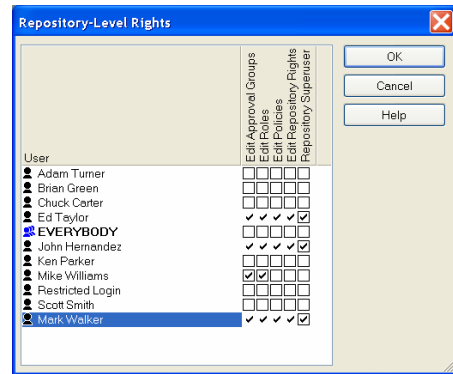 Repository-Level Rights
User
Edit Approval Groups
Edit Roles
Edit Policies
Edit Repository Rights
Repository Superuser
OK
Cancel
Help
Adam Turner
Brian Green
Chuck Carter
Ed Taylor
EVERYBODY
John Hernandez
Ken Parker
Mike Williams
Restricted Login
Scott Smith
Mark Walker